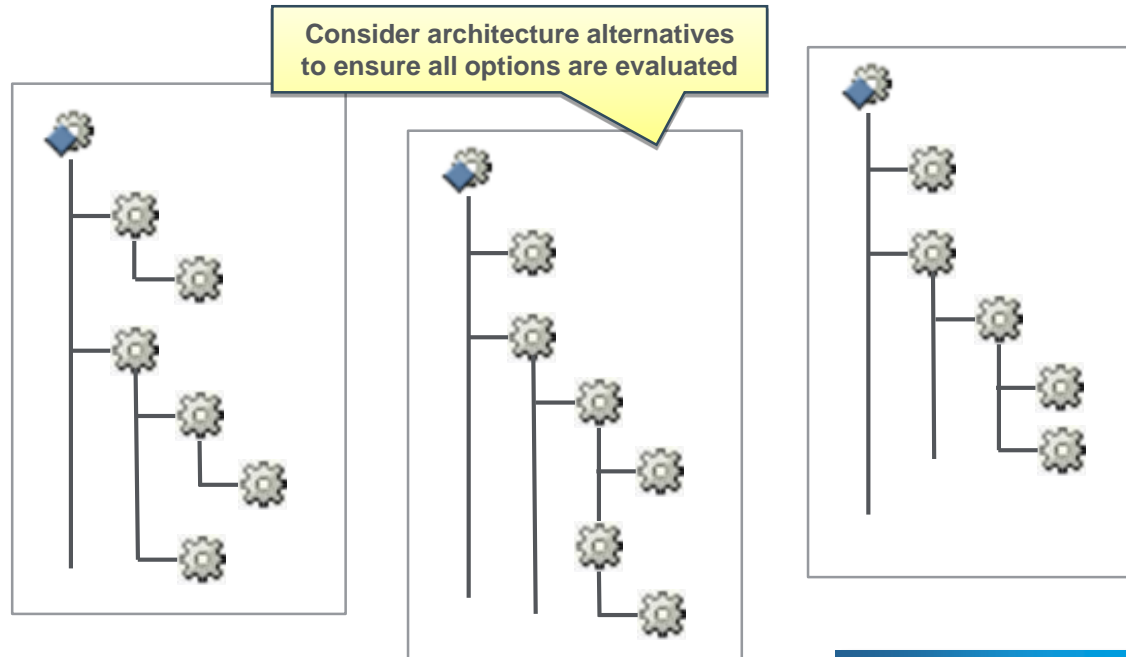 Consider architecture alternatives
to ensure all options are evaluated